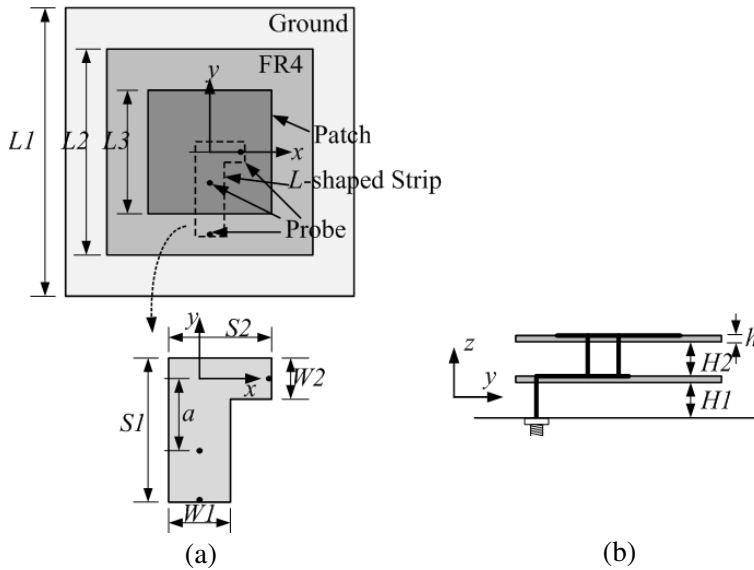 Ground
FR4
y
L1
L2
L3
Patch
x
L-shaped Strip
Probe
y
S2
x
W2
S1
a
W1
(a)
z
h
H2
y
H1
(b)